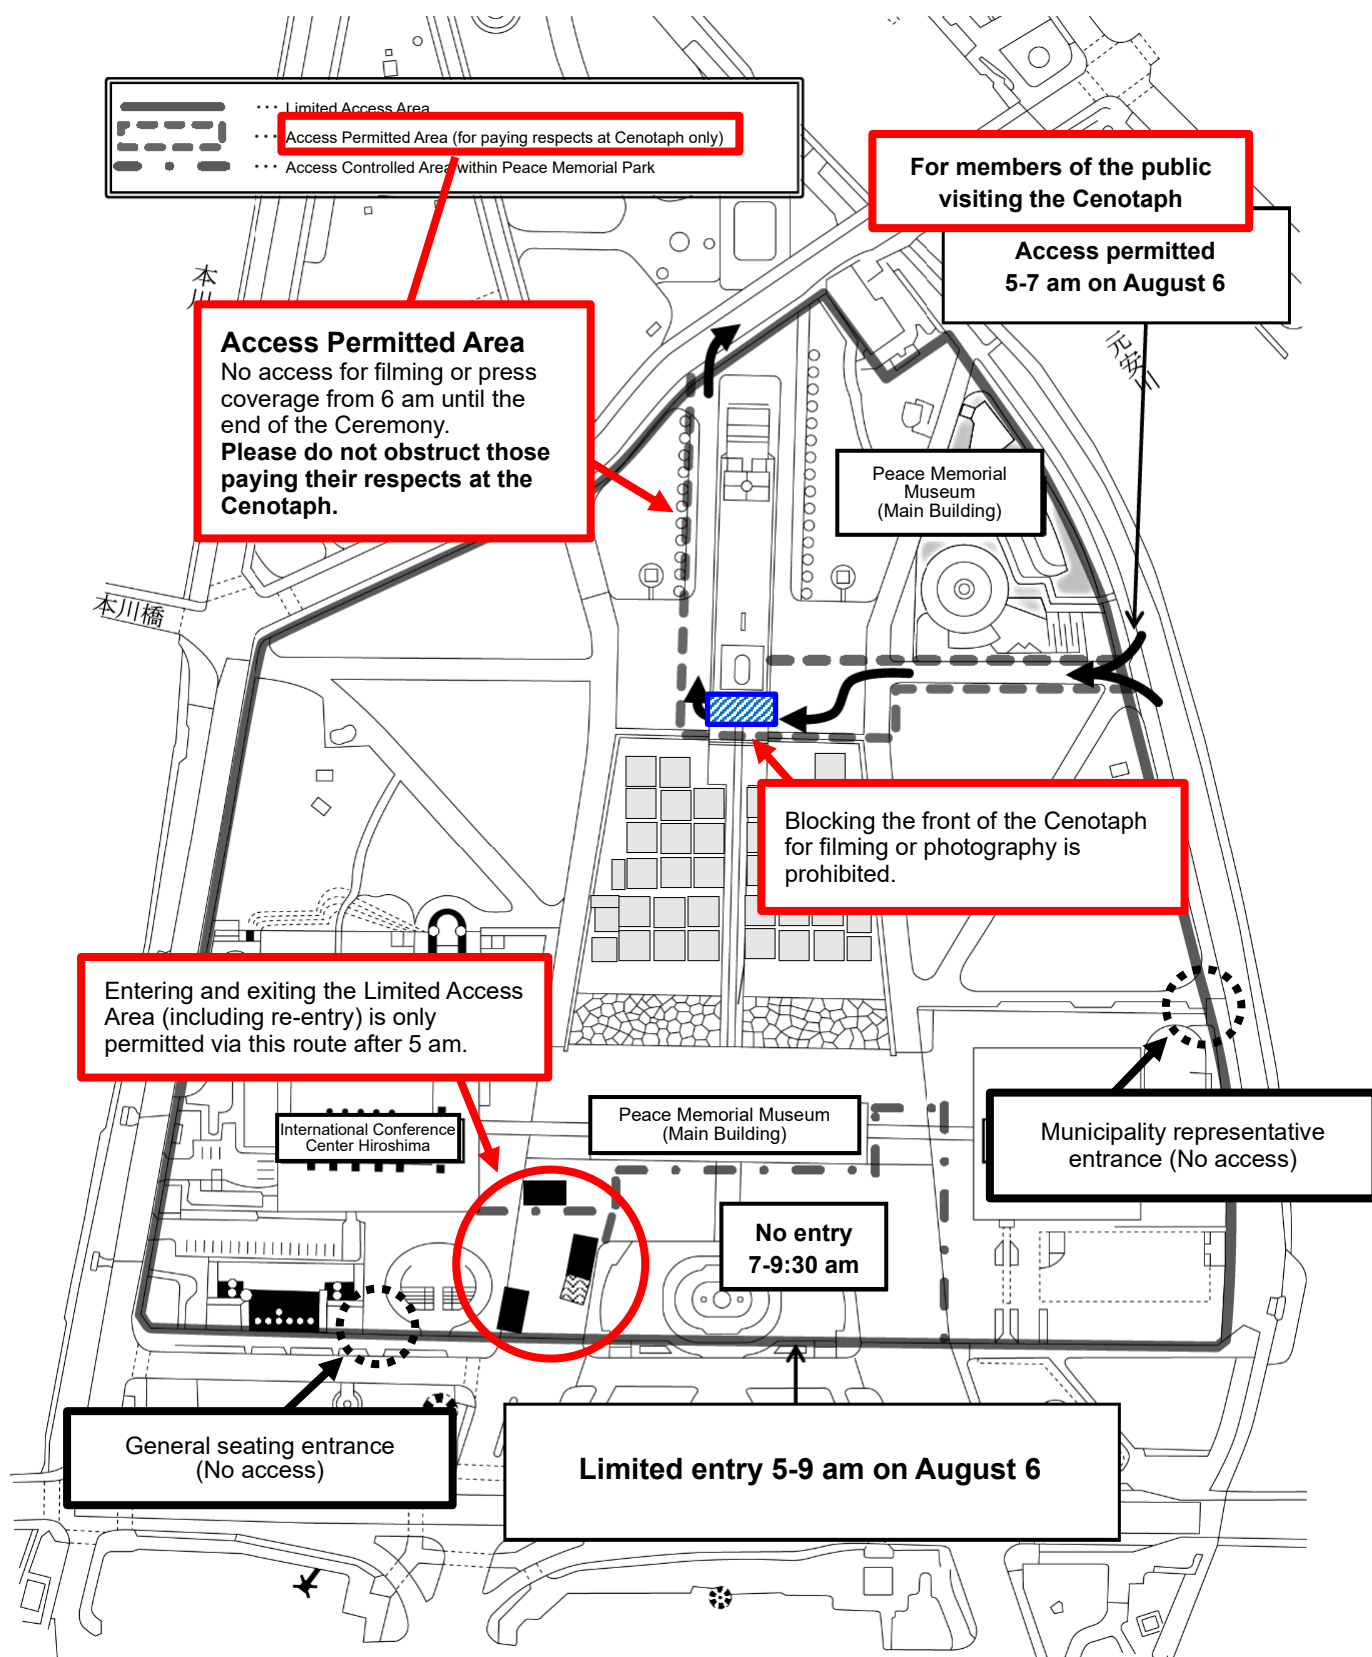 ··· Limited Access Area
··· Access Permitted Area (for paying respects at Cenotaph only)
··· Access Controlled Area within Peace Memorial Park
For members of the public
visiting the Cenotaph
Access permitted
5-7 am on August 6
本川
元安川
Access Permitted Area
No access for filming or press
coverage from 6 am until the
end of the Ceremony.
Please do not obstruct those
paying their respects at the
Cenotaph.
Peace Memorial
Museum
(Main Building)
本川橋
Blocking the front of the Cenotaph
for filming or photography is
prohibited.
Entering and exiting the Limited Access
Area (including re-entry) is only
permitted via this route after 5 am.
International Conference
Center Hiroshima
Peace Memorial Museum
(Main Building)
Municipality representative
entrance (No access)
No entry
7-9:30 am
General seating entrance
(No access)
Limited entry 5-9 am on August 6